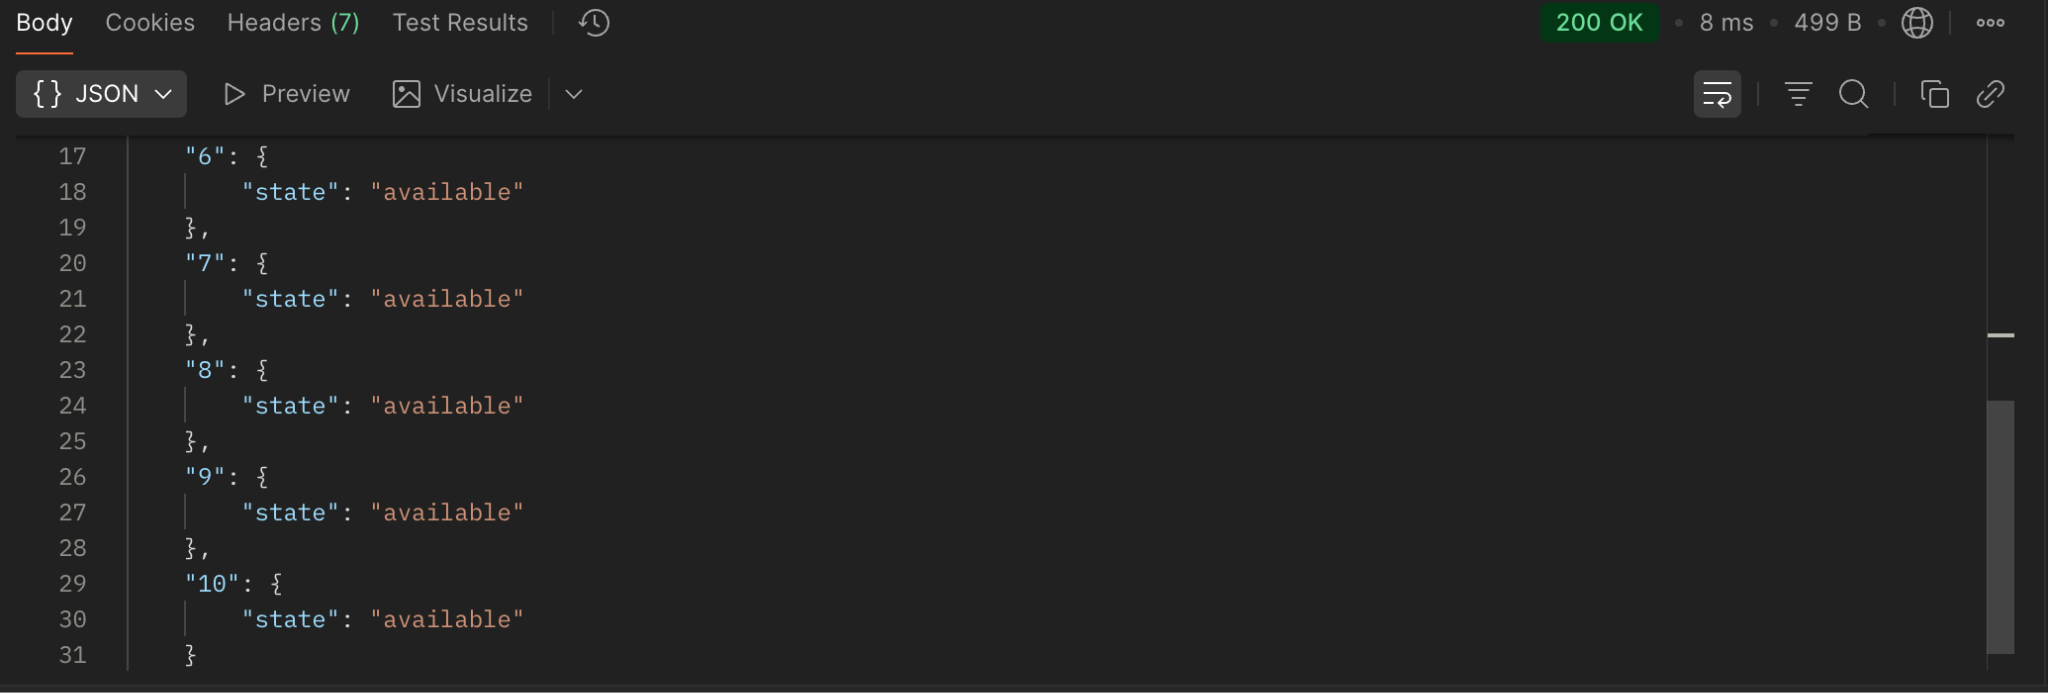 Body Cookies Headers (7) Test Results 200 OK • 8 ms • 499 B •
{} JSON Preview Visualize
17 "6": {
18 "state": "available"
19 },
20 "7": {
21 "state": "available"
22 },
23 "8": {
24 "state": "available"
25 },
26 "9": {
27 "state": "available"
28 },
29 "10": {
30 "state": "available"
31 }